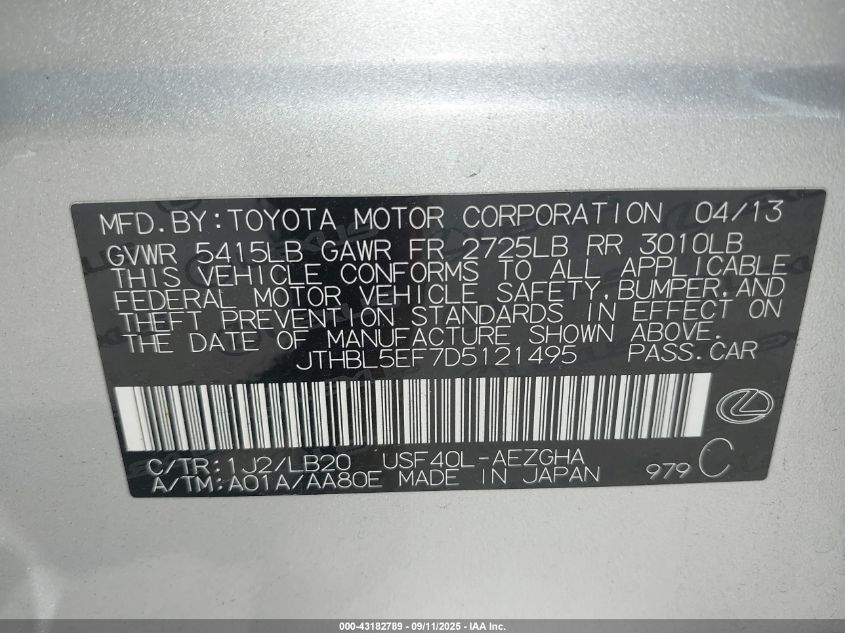 MFD. BY: TOYOTA MOTOR CORPORATION 04/13
GVWR 5415LB GAWR FR 2725LB RR 3010LB
THIS VEHICLE CONFORMS TO ALL APPLICABLE
FEDERAL MOTOR VEHICLE SAFETY, BUMPER, AND
THEFT PREVENTION STANDARDS IN EFFECT ON
THE DATE OF MANUFACTURE SHOWN ABOVE.
JTHBL5EF7D5121495 PASS. CAR
C/TR: 1J2/LB20 USF40L-AEZGHA
A/TM: A01A/AA80E MADE IN JAPAN 979 C
000-43182789 - 09/11/2025 - IAA Inc.